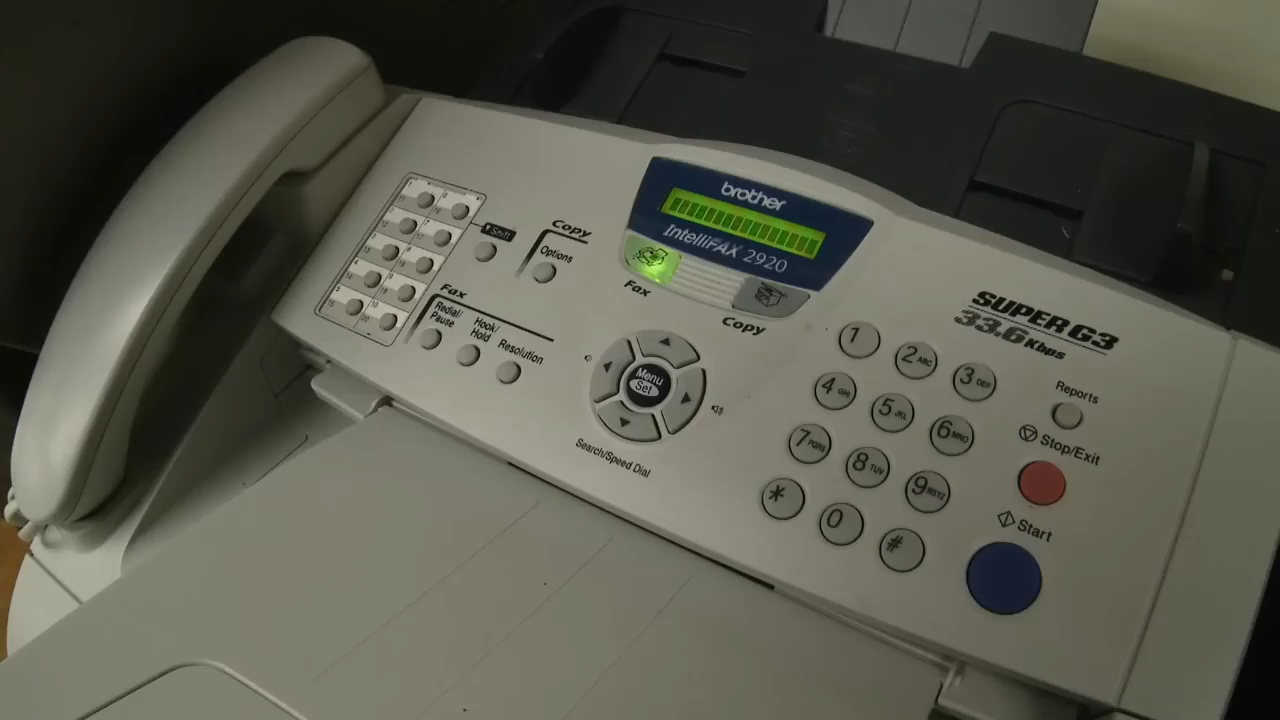 brother
IntelliFAX 2920
Fax
Copy
▼Shift
Copy
Options
Fax
Redial/
Pause
Hook/
Hold
Resolution
Menu
Set
Search/Speed Dial
SUPER G3
33.6 Kbps
1
2 ABC
3 DEF
4 GHI
5 JKL
6 MNO
7 PQRS
8 TUV
9 WXYZ
*
0
#
Reports
Stop/Exit
Start